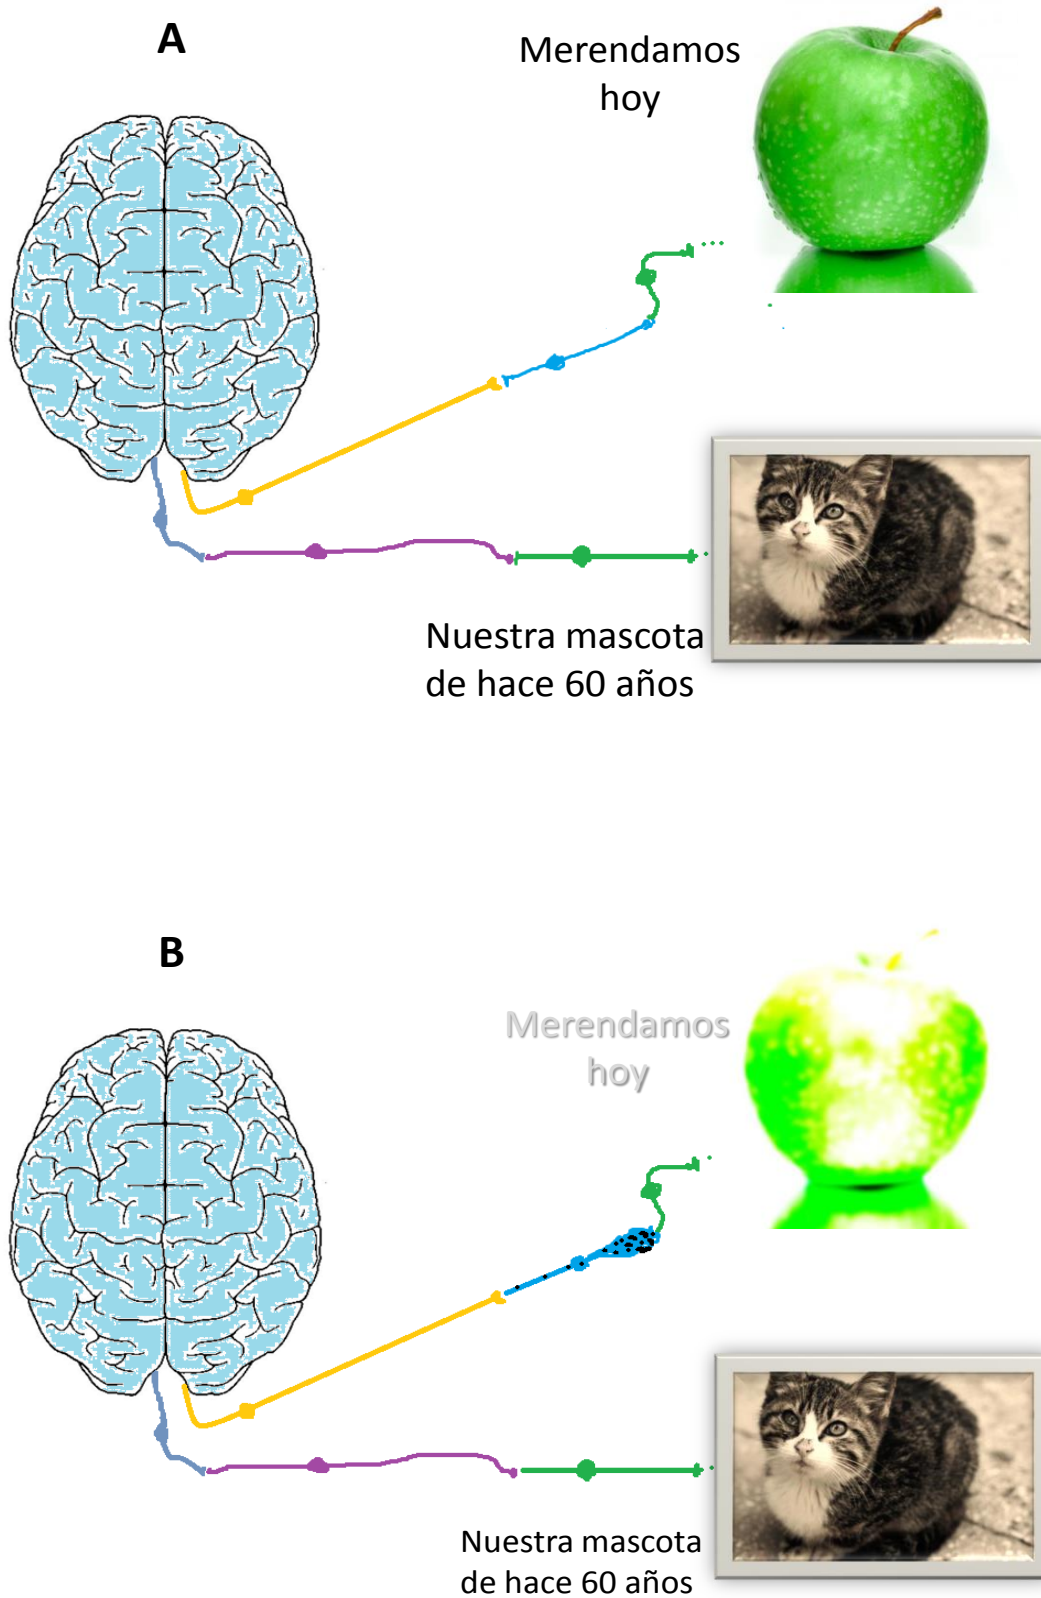 A
Merendamos
hoy
Nuestra mascota
de hace 60 años
B
Merendamos
hoy
Nuestra mascota
de hace 60 años